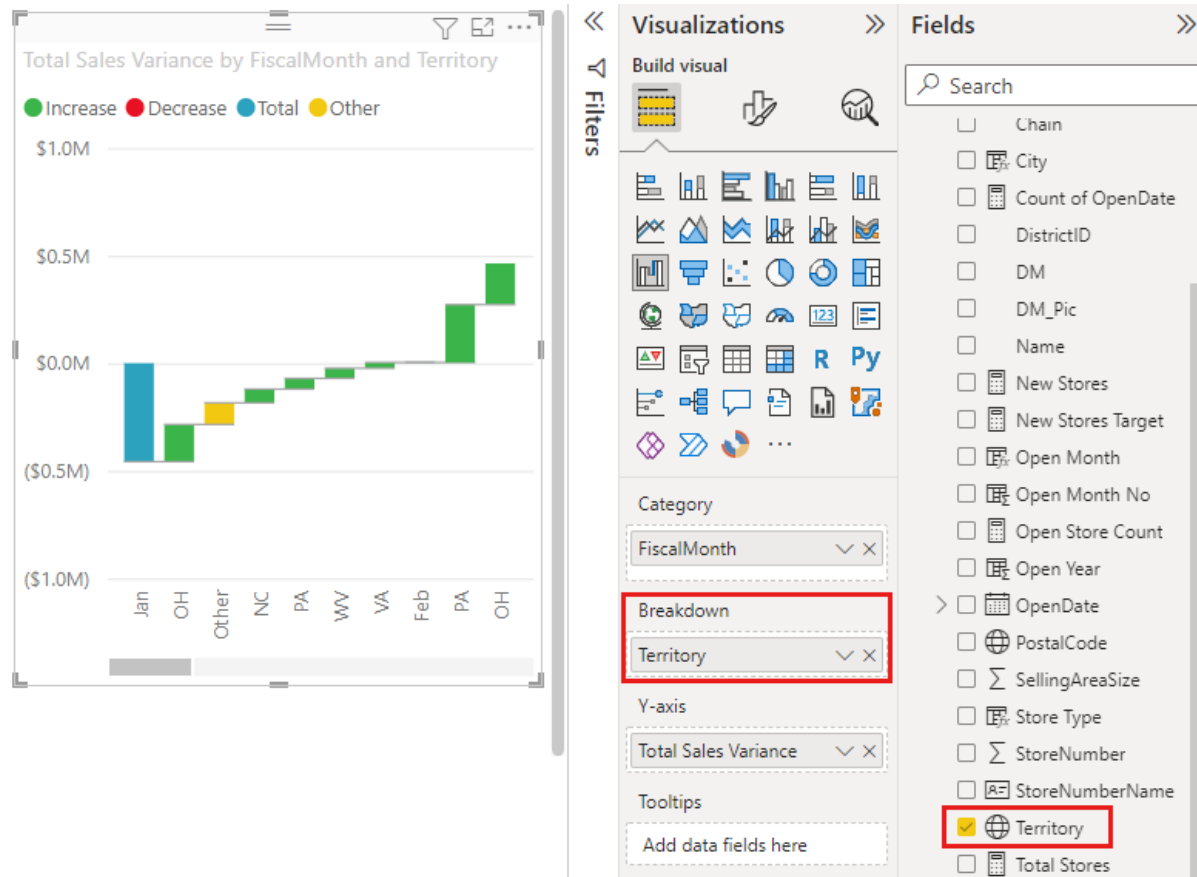 Total Sales Variance by FiscalMonth and Territory
Increase Decrease Total Other
$1.0M
$0.5M
$0.0M
($0.5M)
($1.0M)
Jan OH Other NC PA WV VA Feb PA OH
Filters
Visualizations
Build visual
123
R Py
Category
FiscalMonth
Breakdown
Territory
Y-axis
Total Sales Variance
Tooltips
Add data fields here
Fields
Search
Chain
City
Count of OpenDate
DistrictID
DM
DM_Pic
Name
New Stores
New Stores Target
Open Month
Open Month No
Open Store Count
Open Year
OpenDate
PostalCode
SellingAreaSize
Store Type
StoreNumber
StoreNumberName
Territory
Total Stores